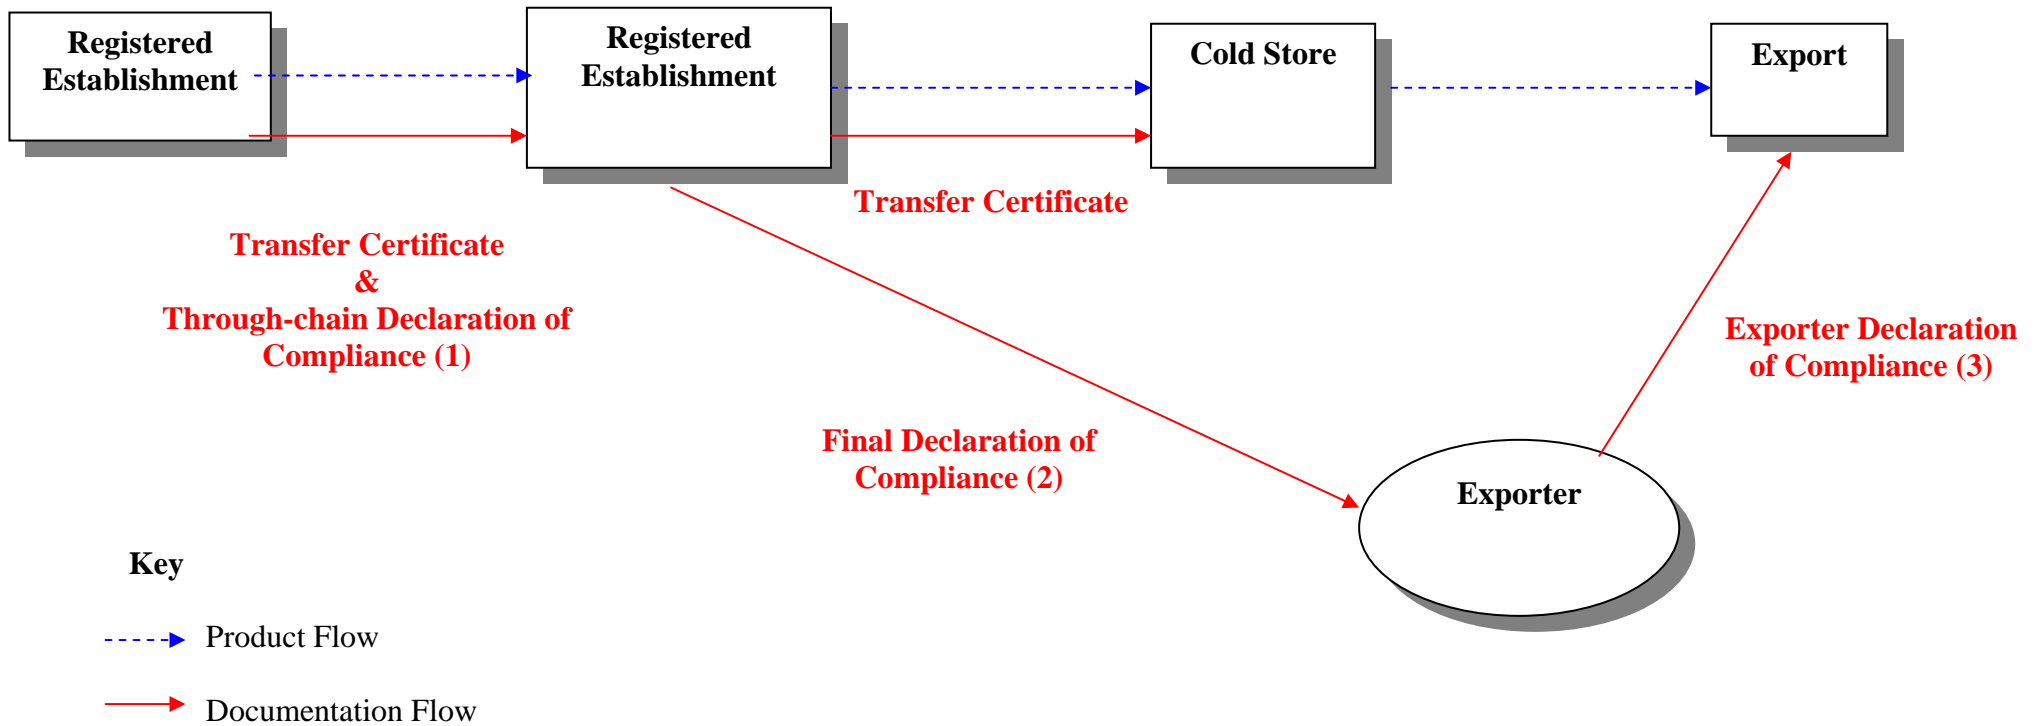 Registered
Establishment
Registered
Establishment
Cold Store
Export
Transfer Certificate
Transfer Certificate
&
Through-chain Declaration of
Compliance (1)
Exporter Declaration
of Compliance (3)
Final Declaration of
Compliance (2)
Exporter
Key
Product Flow
Documentation Flow